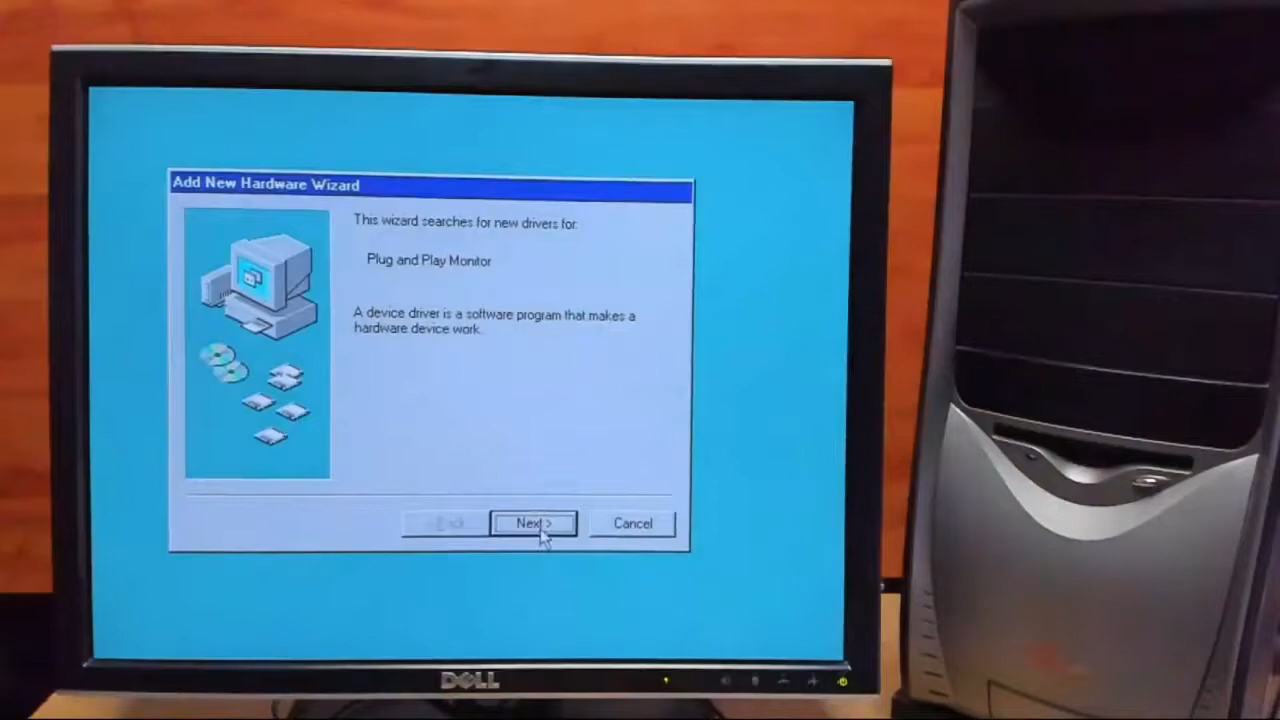 Add New Hardware Wizard
This wizard searches for new drivers for:
Plug and Play Monitor
A device driver is a software program that makes a
hardware device work.
Next >
Cancel
DELL